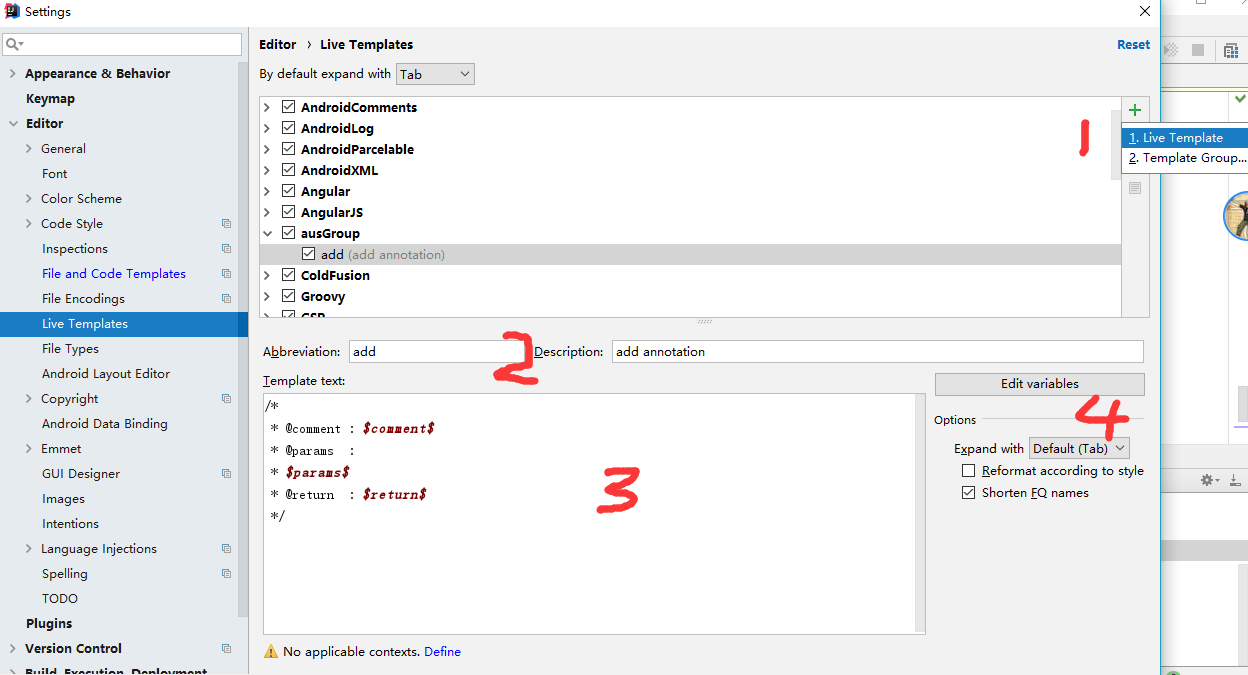 Settings
Editor › Live Templates
Reset
By default expand with Tab
Appearance & Behavior
Keymap
Editor
General
Font
Color Scheme
Code Style
Inspections
File and Code Templates
File Encodings
Live Templates
File Types
Android Layout Editor
Copyright
Android Data Binding
Emmet
GUI Designer
Images
Intentions
Language Injections
Spelling
TODO
Plugins
Version Control
Build, Execution, Deployment
AndroidComments
AndroidLog
AndroidParcelable
AndroidXML
Angular
AngularJS
ausGroup
add (add annotation)
ColdFusion
Groovy
GSP
1
1. Live Template
2. Template Group...
Abbreviation: add
2
Description: add annotation
Template text:
/*
* @comment : $comment$
* @params :
* $params$
* @return : $return$
*/
3
Edit variables
4
Options
Expand with Default (Tab)
Reformat according to style
Shorten FQ names
No applicable contexts. Define